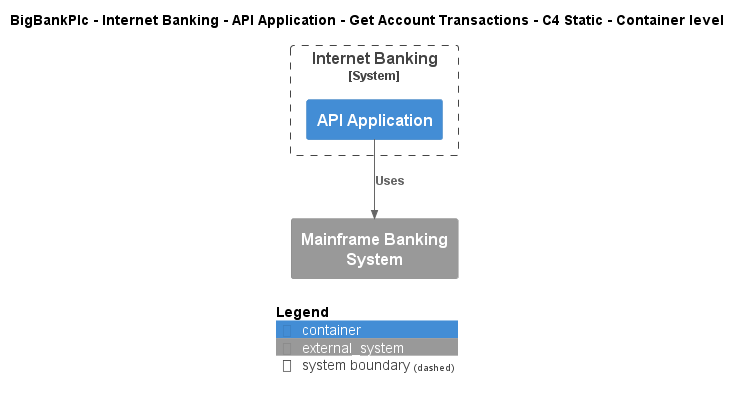 BigBankPlc - Internet Banking - API Application - Get Account Transactions - C4 Static - Container level
Internet Banking
[System]
API Application
Uses
Mainframe Banking
System
Legend
container
external_system
system boundary (dashed)